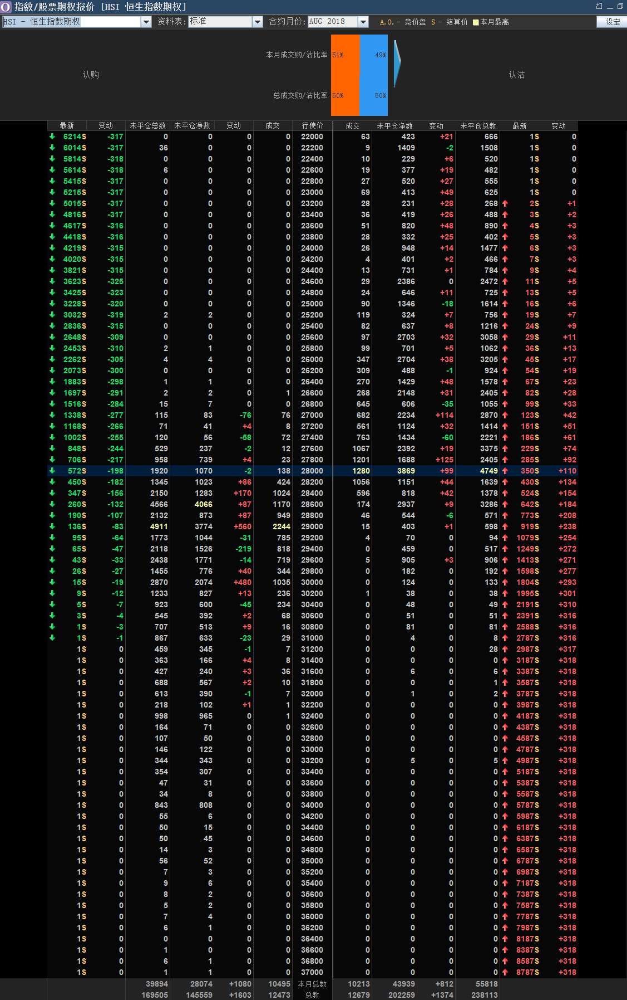 指数/股票期权报价 [HSI 恒生指数期权]
HSI - 恒生指数期权 资料表: 标准 合约月份: AUG 2018 A.O.- 竞价盘 S - 结算价 本月最高 设定
本月成交购/沽比率 51% 49%
认购 认沽
总成交购/沽比率 50% 50%
最新 变动 未平仓总数 未平仓净数 变动 成交 行使价 成交 未平仓净数 变动 未平仓总数 最新 变动
6214S -317 0 0 0 0 22000 63 423 +21 666 1S 0
6014S -317 36 0 0 0 22200 9 1409 -2 1508 1S 0
5814S -318 0 0 0 0 22400 10 229 +6 520 1S 0
5614S -318 6 0 0 0 22600 19 377 +19 482 1S 0
5415S -317 0 0 0 0 22800 27 520 +27 555 1S 0
5215S -317 0 0 0 0 23000 69 413 +49 625 1S 0
5015S -317 0 0 0 0 23200 28 231 +28 268 2S +1
4816S -317 0 0 0 0 23400 36 419 +26 488 3S +2
4617S -316 0 0 0 0 23600 51 820 +48 890 4S +3
4418S -316 0 0 0 0 23800 28 332 +25 402 5S +3
4219S -315 0 0 0 0 24000 26 948 +14 1477 6S +3
4020S -315 0 0 0 0 24200 4 401 +2 466 7S +3
3821S -315 0 0 0 0 24400 13 731 +1 784 9S +4
3623S -325 0 0 0 0 24600 29 2386 0 2472 11S +5
3425S -323 0 0 0 0 24800 24 646 +11 725 13S +5
3228S -320 0 0 0 0 25000 90 1346 -18 1614 16S +6
3032S -319 2 2 0 0 25200 119 324 +7 756 19S +7
2836S -315 0 0 0 0 25400 82 637 +8 1216 24S +9
2648S -309 0 0 0 0 25600 97 2703 +32 3058 29S +11
2453S -310 2 1 0 0 25800 99 701 +5 1062 36S +13
2262S -305 4 4 0 0 26000 347 2704 +38 3205 45S +17
2073S -300 0 0 0 0 26200 309 488 -1 924 54S +19
1883S -298 1 1 0 0 26400 270 1429 +48 1578 67S +23
1697S -291 2 2 0 1 26600 268 2148 +31 2405 82S +28
1516S -284 15 7 0 0 26800 645 606 -35 1055 99S +33
1338S -277 115 83 -76 76 27000 682 2234 +114 2870 123S +42
1168S -266 71 41 +4 8 27200 561 1124 +32 1414 151S +51
1002S -255 120 56 -58 72 27400 763 1434 -60 2221 186S +61
848S -244 529 237 -2 12 27600 1067 2392 +19 3375 229S +74
706S -217 958 739 +4 23 27800 1201 1688 +125 2405 285S +92
572S -198 1920 1070 -2 138 28000 1280 3869 +99 4749 350S +110
450S -182 1345 1023 +86 424 28200 1056 1151 +44 1639 430S +134
347S -156 2150 1283 +170 1024 28400 596 818 +42 1378 524S +154
260S -132 4566 4066 +87 1170 28600 174 2937 +9 3286 642S +184
190S -107 2132 873 +87 949 28800 46 544 -6 571 773S +208
136S -83 4911 3774 +560 2244 29000 15 403 +1 598 919S +238
95S -64 1773 1044 -31 785 29200 4 70 0 94 1079S +254
65S -47 2118 1526 -219 818 29400 0 459 0 517 1249S +272
43S -33 2438 1771 -14 719 29600 5 905 +3 906 1413S +271
26S -27 1455 776 +40 344 29800 0 182 0 192 1598S +277
15S -19 2870 2074 +480 1035 30000 0 124 0 133 1804S +293
9S -12 1233 827 +13 236 30200 1 38 0 38 1995S +301
5S -7 923 600 -45 234 30400 0 48 0 49 2191S +310
3S -4 545 392 +2 68 30600 0 51 0 51 2391S +316
1S -3 707 513 +9 16 30800 0 81 0 81 2588S +316
1S -1 867 633 -23 29 31000 0 4 0 8 2787S +316
1S 0 459 345 -1 7 31200 0 0 0 28 2987S +317
1S 0 363 166 +4 8 31400 0 0 0 0 3187S +318
1S 0 427 240 +3 36 31600 0 6 0 6 3387S +318
1S 0 688 567 +2 10 31800 0 0 0 1 3587S +318
1S 0 613 390 -1 7 32000 0 1 0 2 3787S +318
1S 0 218 102 +1 1 32200 0 0 0 0 3987S +318
1S 0 998 965 0 1 32400 0 0 0 0 4187S +318
1S 0 164 71 0 0 32600 0 0 0 0 4387S +318
1S 0 107 50 0 0 32800 0 0 0 0 4587S +318
1S 0 146 122 0 0 33000 0 0 0 0 4787S +318
1S 0 344 343 0 0 33200 0 5 0 5 4987S +318
1S 0 354 307 0 0 33400 0 0 0 0 5187S +318
1S 0 47 31 0 0 33600 0 0 0 0 5387S +318
1S 0 34 8 0 0 33800 0 0 0 0 5587S +318
1S 0 843 808 0 0 34000 0 0 0 0 5787S +318
1S 0 55 6 0 0 34200 0 0 0 0 5987S +318
1S 0 50 15 0 0 34400 0 0 0 0 6187S +318
1S 0 50 45 0 0 34600 0 0 0 0 6387S +318
1S 0 14 3 0 0 34800 0 0 0 0 6587S +318
1S 0 56 52 0 0 35000 0 0 0 0 6787S +318
1S 0 7 3 0 0 35200 0 0 0 0 6987S +318
1S 0 9 6 0 0 35400 0 0 0 0 7187S +318
1S 0 8 2 0 0 35600 0 0 0 0 7387S +318
1S 0 5 2 0 0 35800 0 0 0 0 7587S +318
1S 0 7 4 0 0 36000 0 0 0 0 7787S +318
1S 0 6 1 0 0 36200 0 0 0 0 7987S +318
1S 0 0 0 0 0 36400 0 0 0 0 8187S +318
1S 0 1 0 0 0 36600 0 0 0 0 8387S +318
1S 0 6 1 0 0 36800 0 0 0 0 8587S +318
1S 0 1 1 0 0 37000 0 0 0 0 8787S +318
39894 28074 +1080 10495 本月总数 10213 43939 +812 55818
169505 145559 +1603 12473 总数 12679 202259 +1374 238113